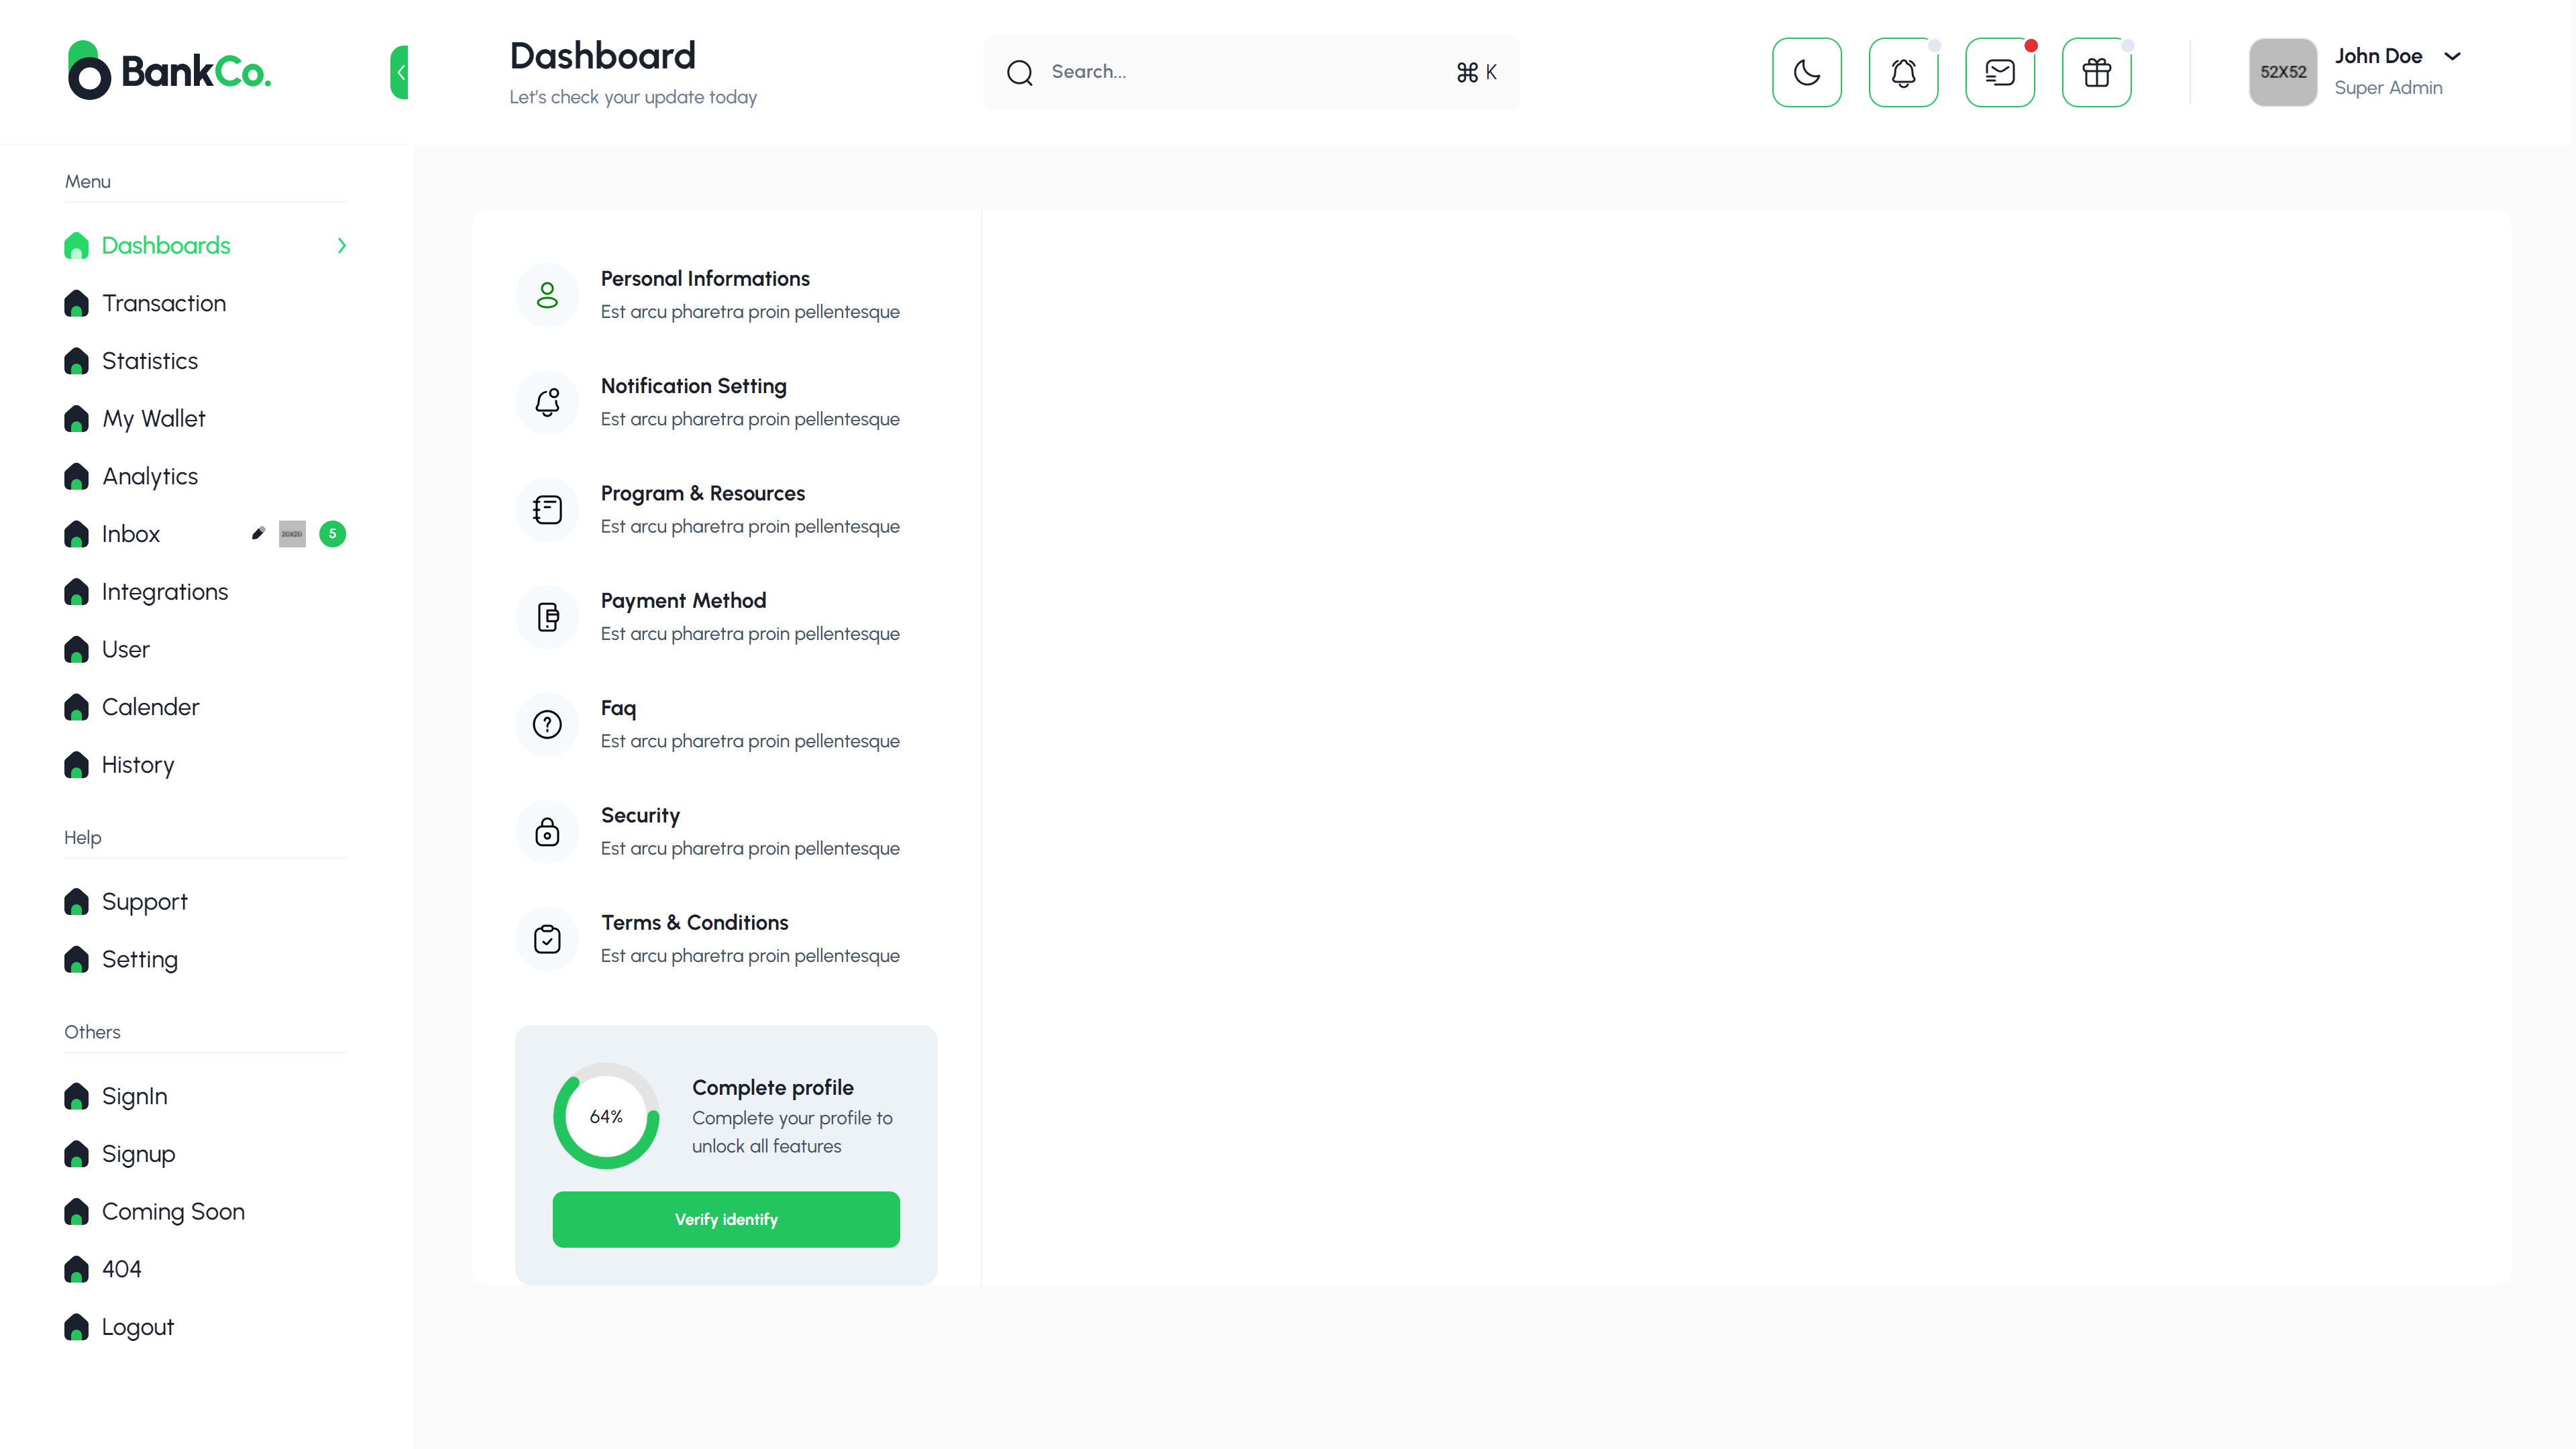 BankCo.
Dashboard
Let's check your update today
Search...
⌘ K
52X52
John Doe
Super Admin
Menu
Dashboards
Transaction
Statistics
My Wallet
Analytics
Inbox
20x20
5
Integrations
User
Calender
History
Help
Support
Setting
Others
SignIn
Signup
Coming Soon
404
Logout
Personal Informations
Est arcu pharetra proin pellentesque
Notification Setting
Est arcu pharetra proin pellentesque
Program & Resources
Est arcu pharetra proin pellentesque
Payment Method
Est arcu pharetra proin pellentesque
Faq
Est arcu pharetra proin pellentesque
Security
Est arcu pharetra proin pellentesque
Terms & Conditions
Est arcu pharetra proin pellentesque
64%
Complete profile
Complete your profile to
unlock all features
Verify identify